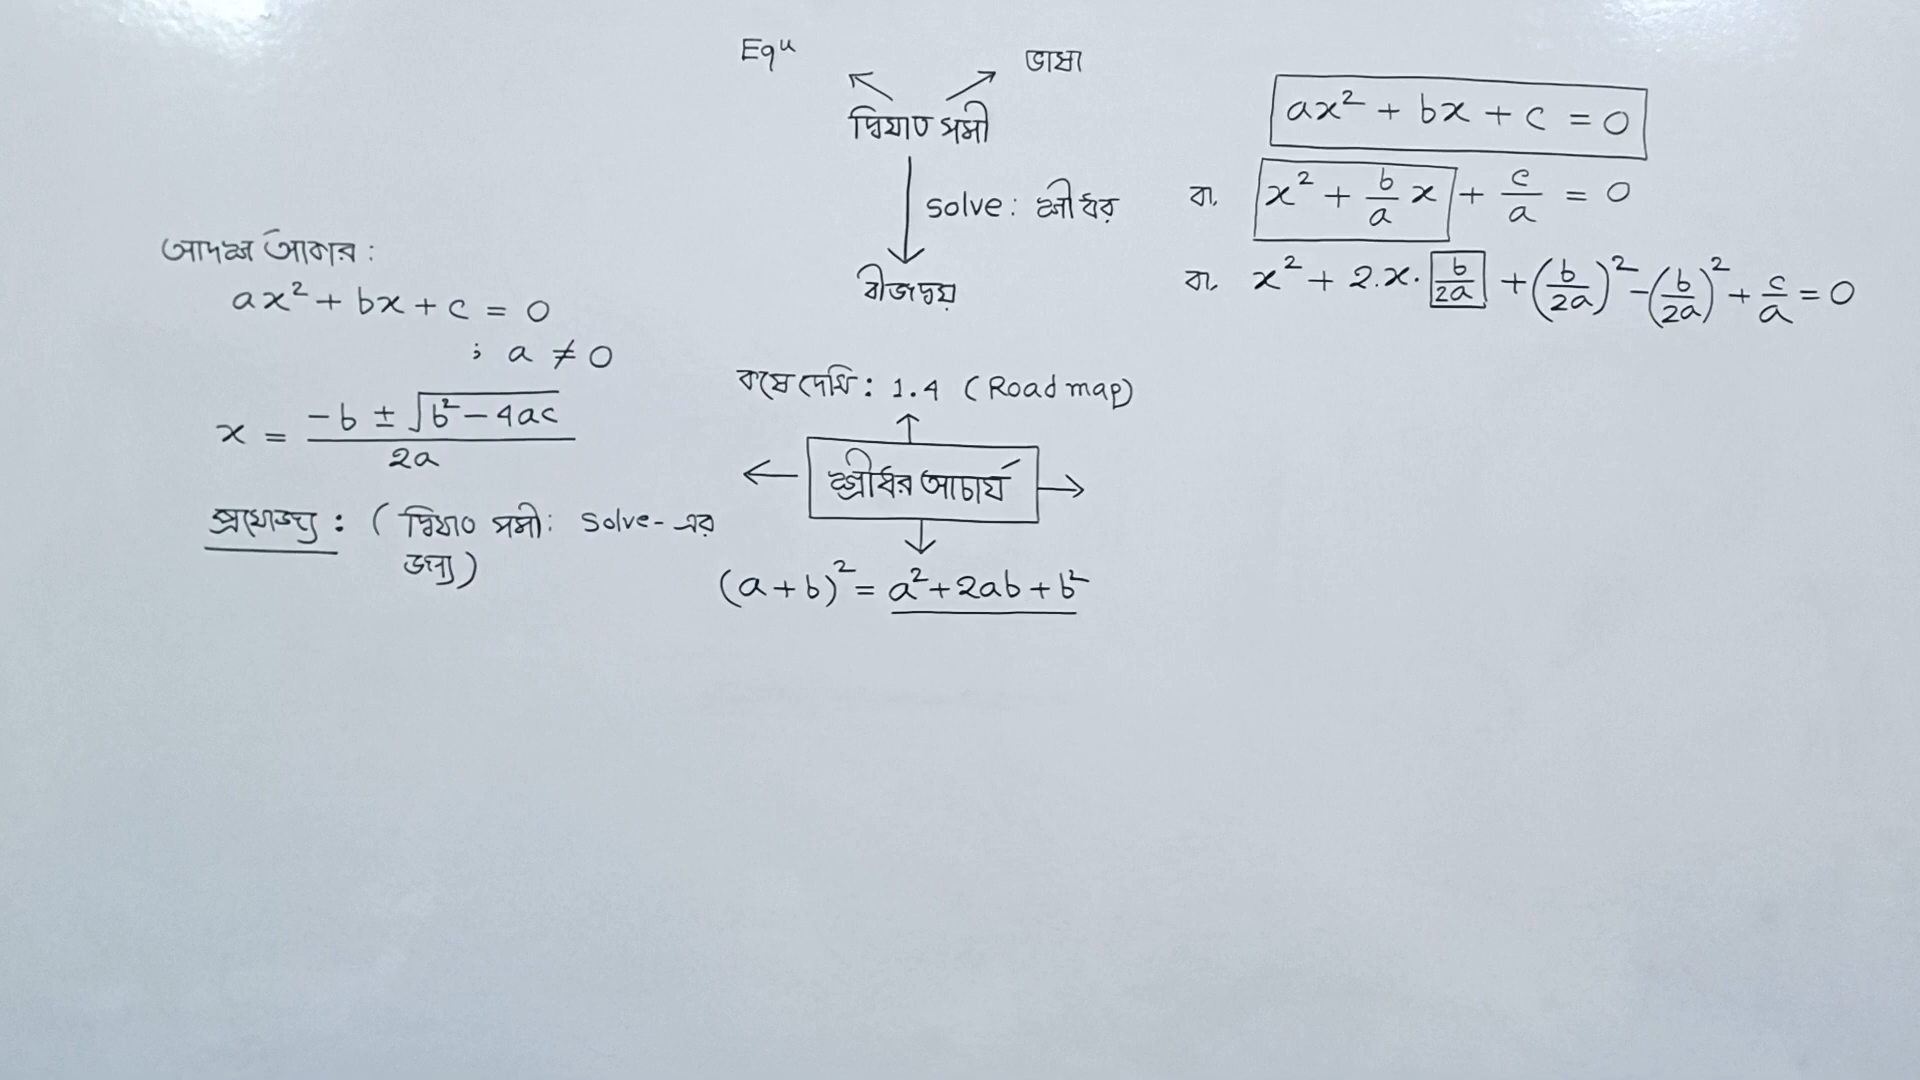 আদর্শ আকার :
ax² + bx + c = 0
; a ≠ 0
x = (-b ± √(b² - 4ac)) / 2a
প্রযোজ্য : ( দ্বিঘাত সমী: solve-এর
জন্য )
Eqⁿ ভাষা
দ্বিঘাত সমী
solve : শ্রীধর
বীজদ্বয়
কষে দেখি : 1.4 (Road map)
শ্রীধর আচার্য
(a + b)² = a² + 2ab + b²
ax² + bx + c = 0
বা, x² + b/a x + c/a = 0
বা, x² + 2.x. b/2a + (b/2a)² - (b/2a)² + c/a = 0